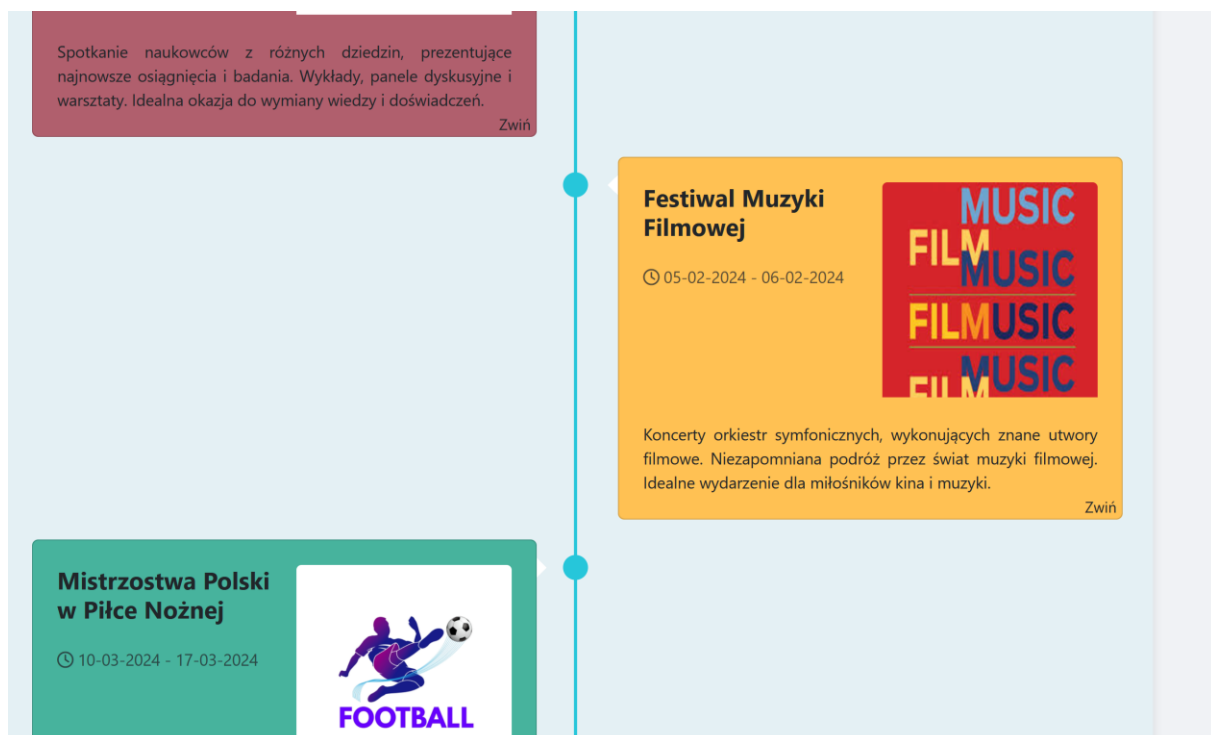 Spotkanie naukowców z różnych dziedzin, prezentujące
najnowsze osiągnięcia i badania. Wykłady, panele dyskusyjne i
warsztaty. Idealna okazja do wymiany wiedzy i doświadczeń.
Zwiń
Festiwal Muzyki
Filmowej
05-02-2024 - 06-02-2024
MUSIC
FILM
MUSIC
FILMUSIC
MUSIC
FILM
Koncerty orkiestr symfonicznych, wykonujących znane utwory
filmowe. Niezapomniana podróż przez świat muzyki filmowej.
Idealne wydarzenie dla miłośników kina i muzyki.
Zwiń
Mistrzostwa Polski
w Piłce Nożnej
10-03-2024 - 17-03-2024
FOOTBALL